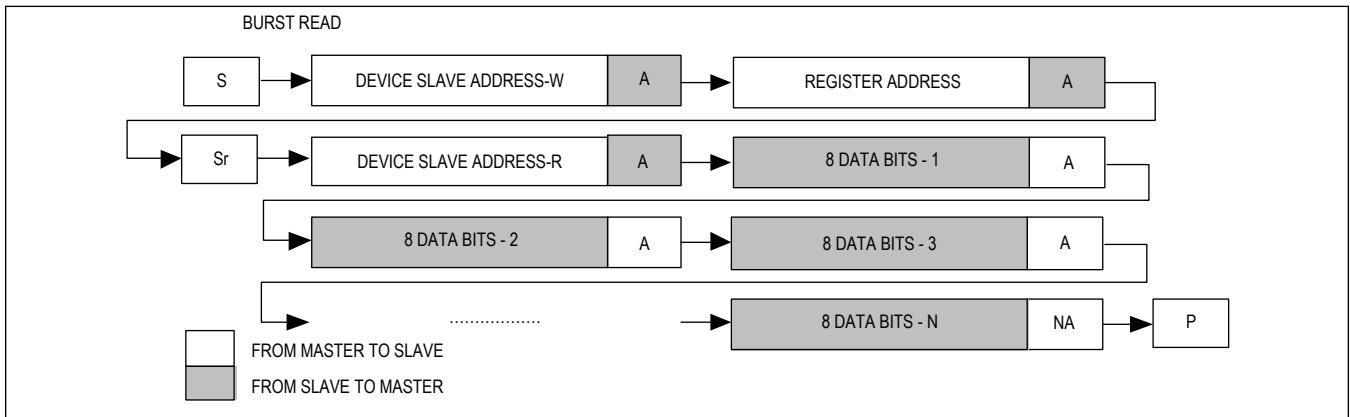 BURST READ
S DEVICE SLAVE ADDRESS-W A REGISTER ADDRESS A
Sr DEVICE SLAVE ADDRESS-R A 8 DATA BITS - 1 A
8 DATA BITS - 2 A 8 DATA BITS - 3 A
.................. 8 DATA BITS - N NA P
FROM MASTER TO SLAVE
FROM SLAVE TO MASTER